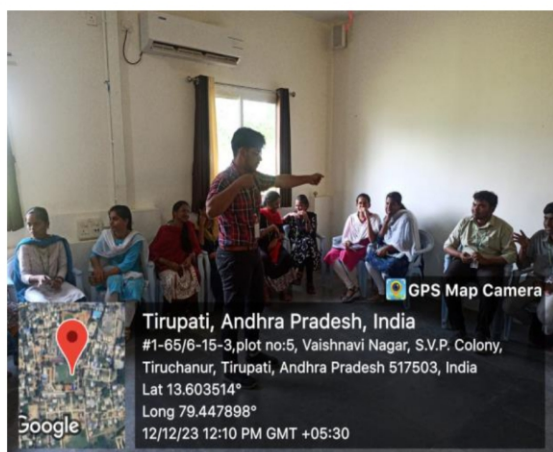 GPS Map Camera
Tirupati, Andhra Pradesh, India
#1-65/6-15-3,plot no:5, Vaishnavi Nagar, S.V.P. Colony,
Tiruchanur, Tirupati, Andhra Pradesh 517503, India
Lat 13.603514°
Long 79.447898°
12/12/23 12:10 PM GMT +05:30
Google